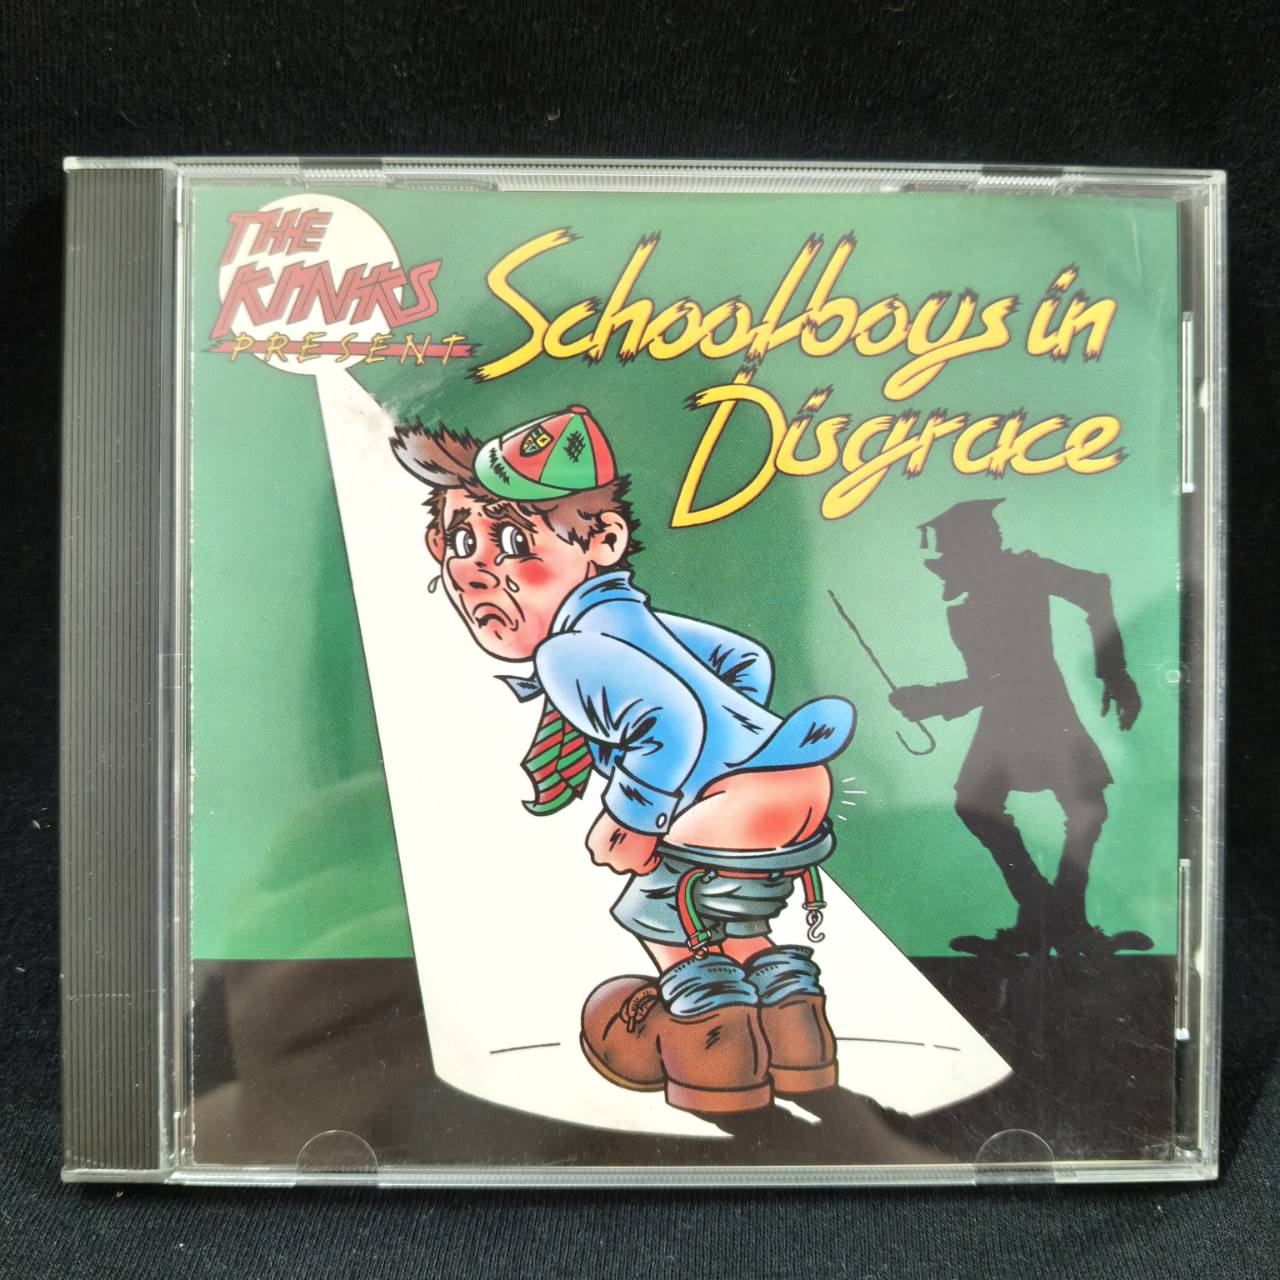 THE
KINKS
PRESENT
Schoolboys in
Disgrace